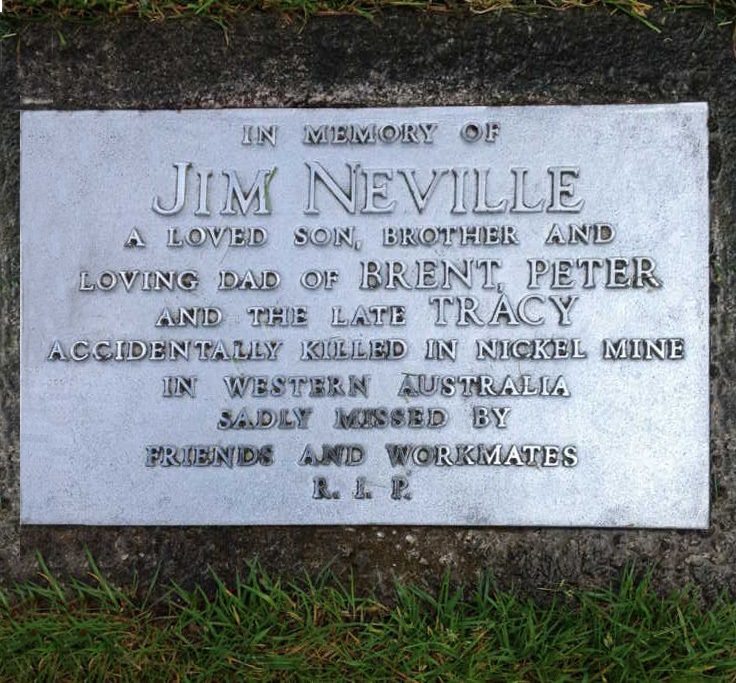 IN MEMORY OF
JIM NEVILLE
A LOVED SON, BROTHER AND
LOVING DAD OF BRENT, PETER
AND THE LATE TRACY
ACCIDENTALLY KILLED IN NICKEL MINE
IN WESTERN AUSTRALIA
SADLY MISSED BY
FRIENDS AND WORKMATES
R. I. P.